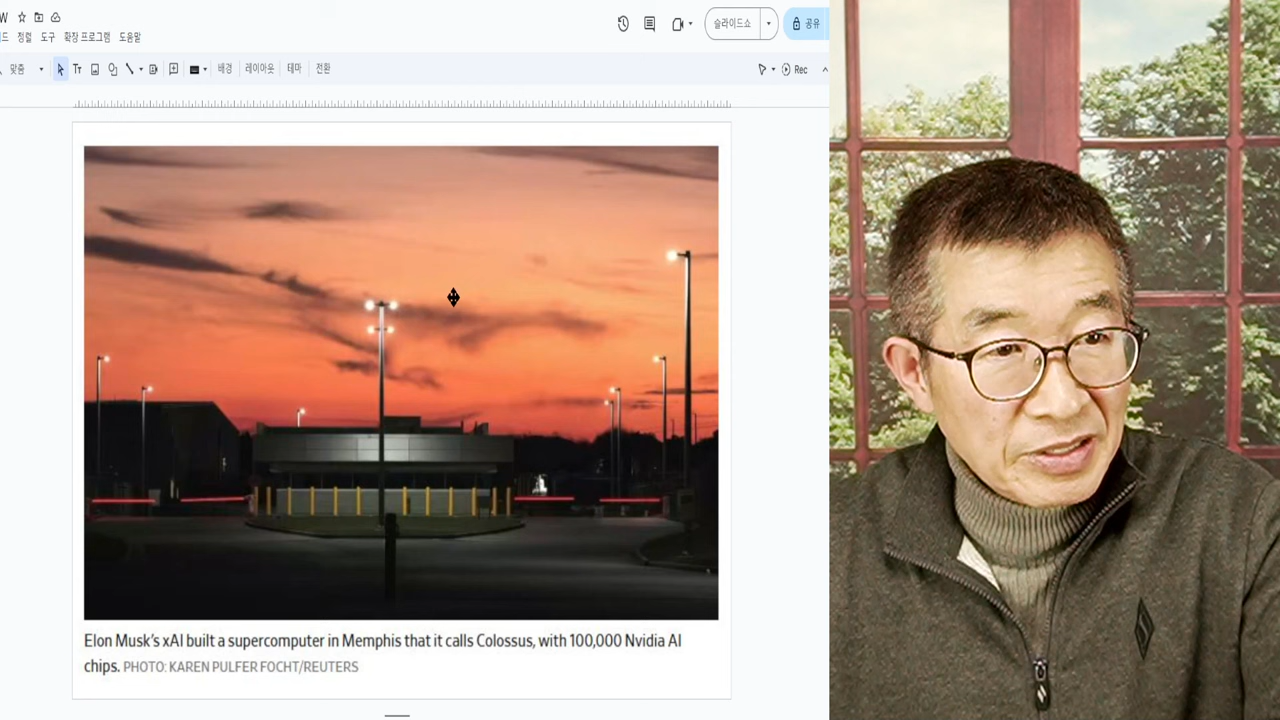 W
드 정렬 도구 확장 프로그램 도움말
슬라이드쇼
공유
맞춤
Tт
배경 레이아웃 테마 전환
Rec
Elon Musk's xAI built a supercomputer in Memphis that it calls Colossus, with 100,000 Nvidia AI
chips. PHOTO: KAREN PULFER FOCHT/REUTERS